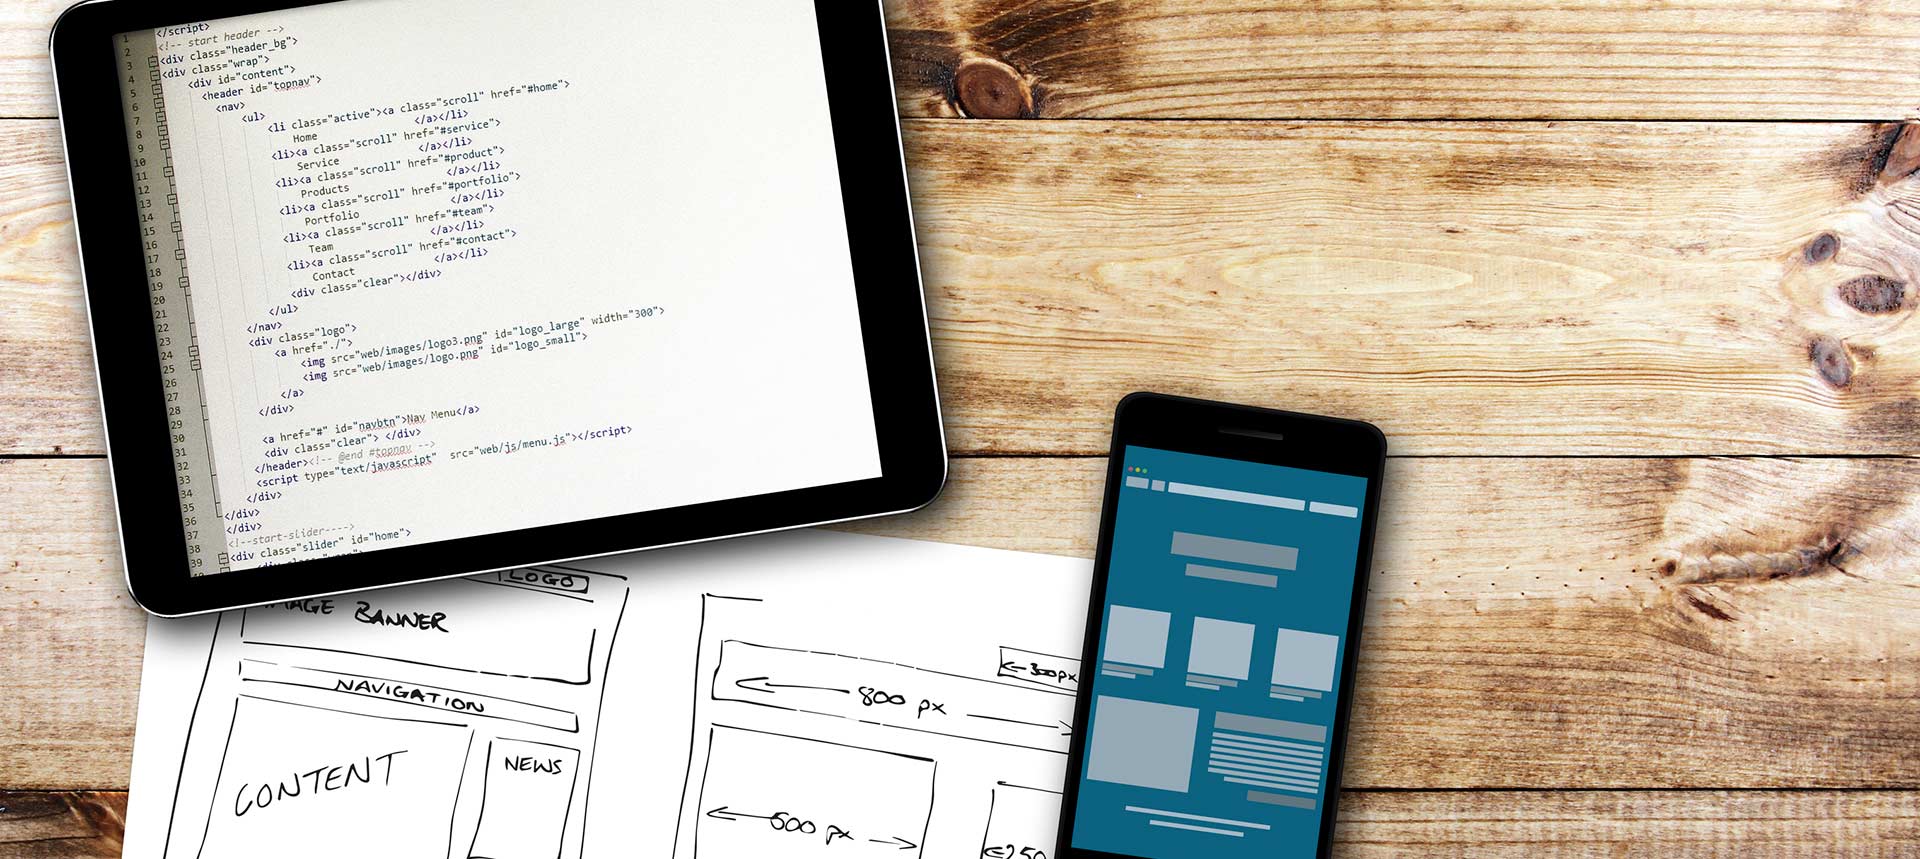 1 </script>
2 <!-- start header -->
3 <div class="header_bg">
4 <div class="wrap">
5 <div id="content">
6 <header id="topnav">
7 <nav>
8 <ul>
9 <li class="active"><a class="scroll" href="#home">
10 Home </a></li>
11 <li><a class="scroll" href="#service">
12 Service </a></li>
13 <li><a class="scroll" href="#product">
14 Products </a></li>
15 <li><a class="scroll" href="#portfolio">
16 Portfolio </a></li>
17 <li><a class="scroll" href="#team">
18 Team </a></li>
19 <li><a class="scroll" href="#contact">
20 Contact </a></li>
21 <div class="clear"></div>
22 </ul>
23 </nav>
24 <div class="logo">
25 <a href="./">
26 <img src="web/images/logo3.png" id="logo_large" width="300">
27 <img src="web/images/logo.png" id="logo_small">
28 </a>
29 </div>
30
31 <a href="#" id="navbtn">Nav Menu</a>
32 <div class="clear"> </div>
33 </header><!-- @end #topnav -->
34 <script type="text/javascript" src="web/js/menu.js"></script>
35 </div>
36 </div>
37 </div>
38 <!--start-slider---->
39 <div class="slider" id="home">
LOGO
IMAGE BANNER
NAVIGATION
CONTENT
NEWS
300px
800 px
500 px
250